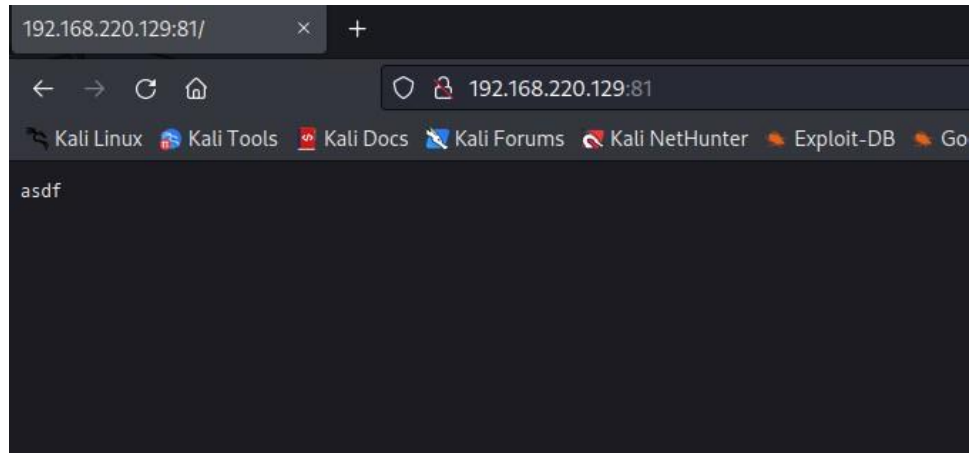 192.168.220.129:81/
192.168.220.129:81
Kali Linux Kali Tools Kali Docs Kali Forums Kali NetHunter Exploit-DB Go
asdf